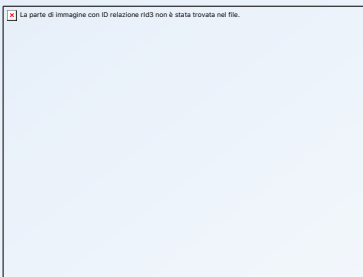 La parte di immagine con ID relazione rId3 non è stata trovata nel file.